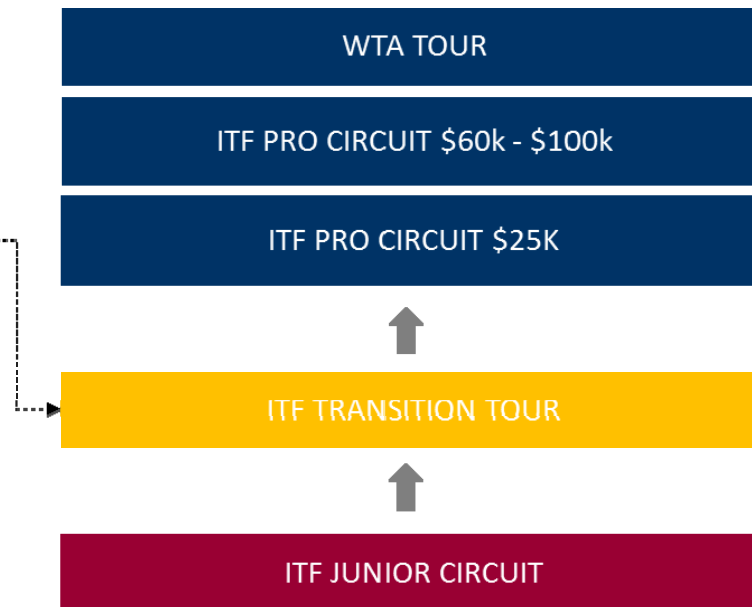 WTA TOUR
ITF PRO CIRCUIT $60k - $100k
ITF PRO CIRCUIT $25K
ITF TRANSITION TOUR
ITF JUNIOR CIRCUIT